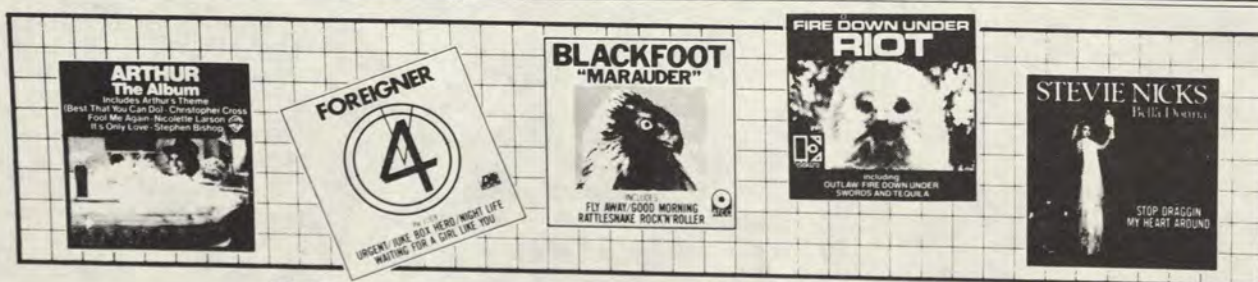 ARTHUR
The Album
Includes Arthur's Theme
(Best That You Can Do) - Christopher Cross
Fool Me Again - Nicolette Larson
It's Only Love - Stephen Bishop
FOREIGNER
4
URGENT/JUKE BOX HERO/NIGHT LIFE
WAITING FOR A GIRL LIKE YOU
BLACKFOOT
"MARAUDER"
INCLUDES
FLY AWAY/GOOD MORNING
RATTLESNAKE ROCK'N'ROLLER
ATCO
FIRE DOWN UNDER
RIOT
including
OUTLAW FIRE DOWN UNDER
SWORDS AND TEQUILA
STEVIE NICKS
Bella Donna
STOP DRAGGIN
MY HEART AROUND